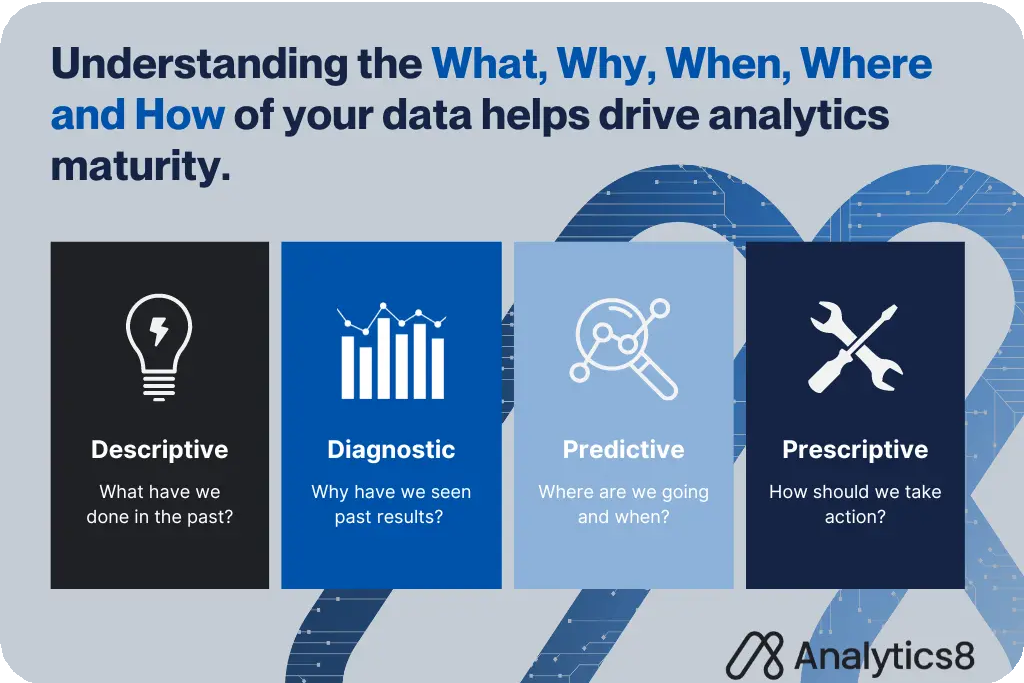 Understanding the What, Why, When, Where
and How of your data helps drive analytics
maturity.
Descriptive
What have we
done in the past?
Diagnostic
Why have we seen
past results?
Predictive
Where are we going
and when?
Prescriptive
How should we take
action?
Analytics8